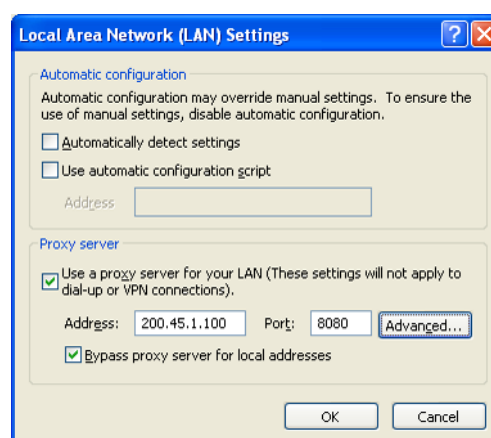 Local Area Network (LAN) Settings
Automatic configuration
Automatic configuration may override manual settings. To ensure the
use of manual settings, disable automatic configuration.
Automatically detect settings
Use automatic configuration script
Address
Proxy server
Use a proxy server for your LAN (These settings will not apply to
dial-up or VPN connections).
Address: 200.45.1.100 Port: 8080 Advanced...
Bypass proxy server for local addresses
OK Cancel